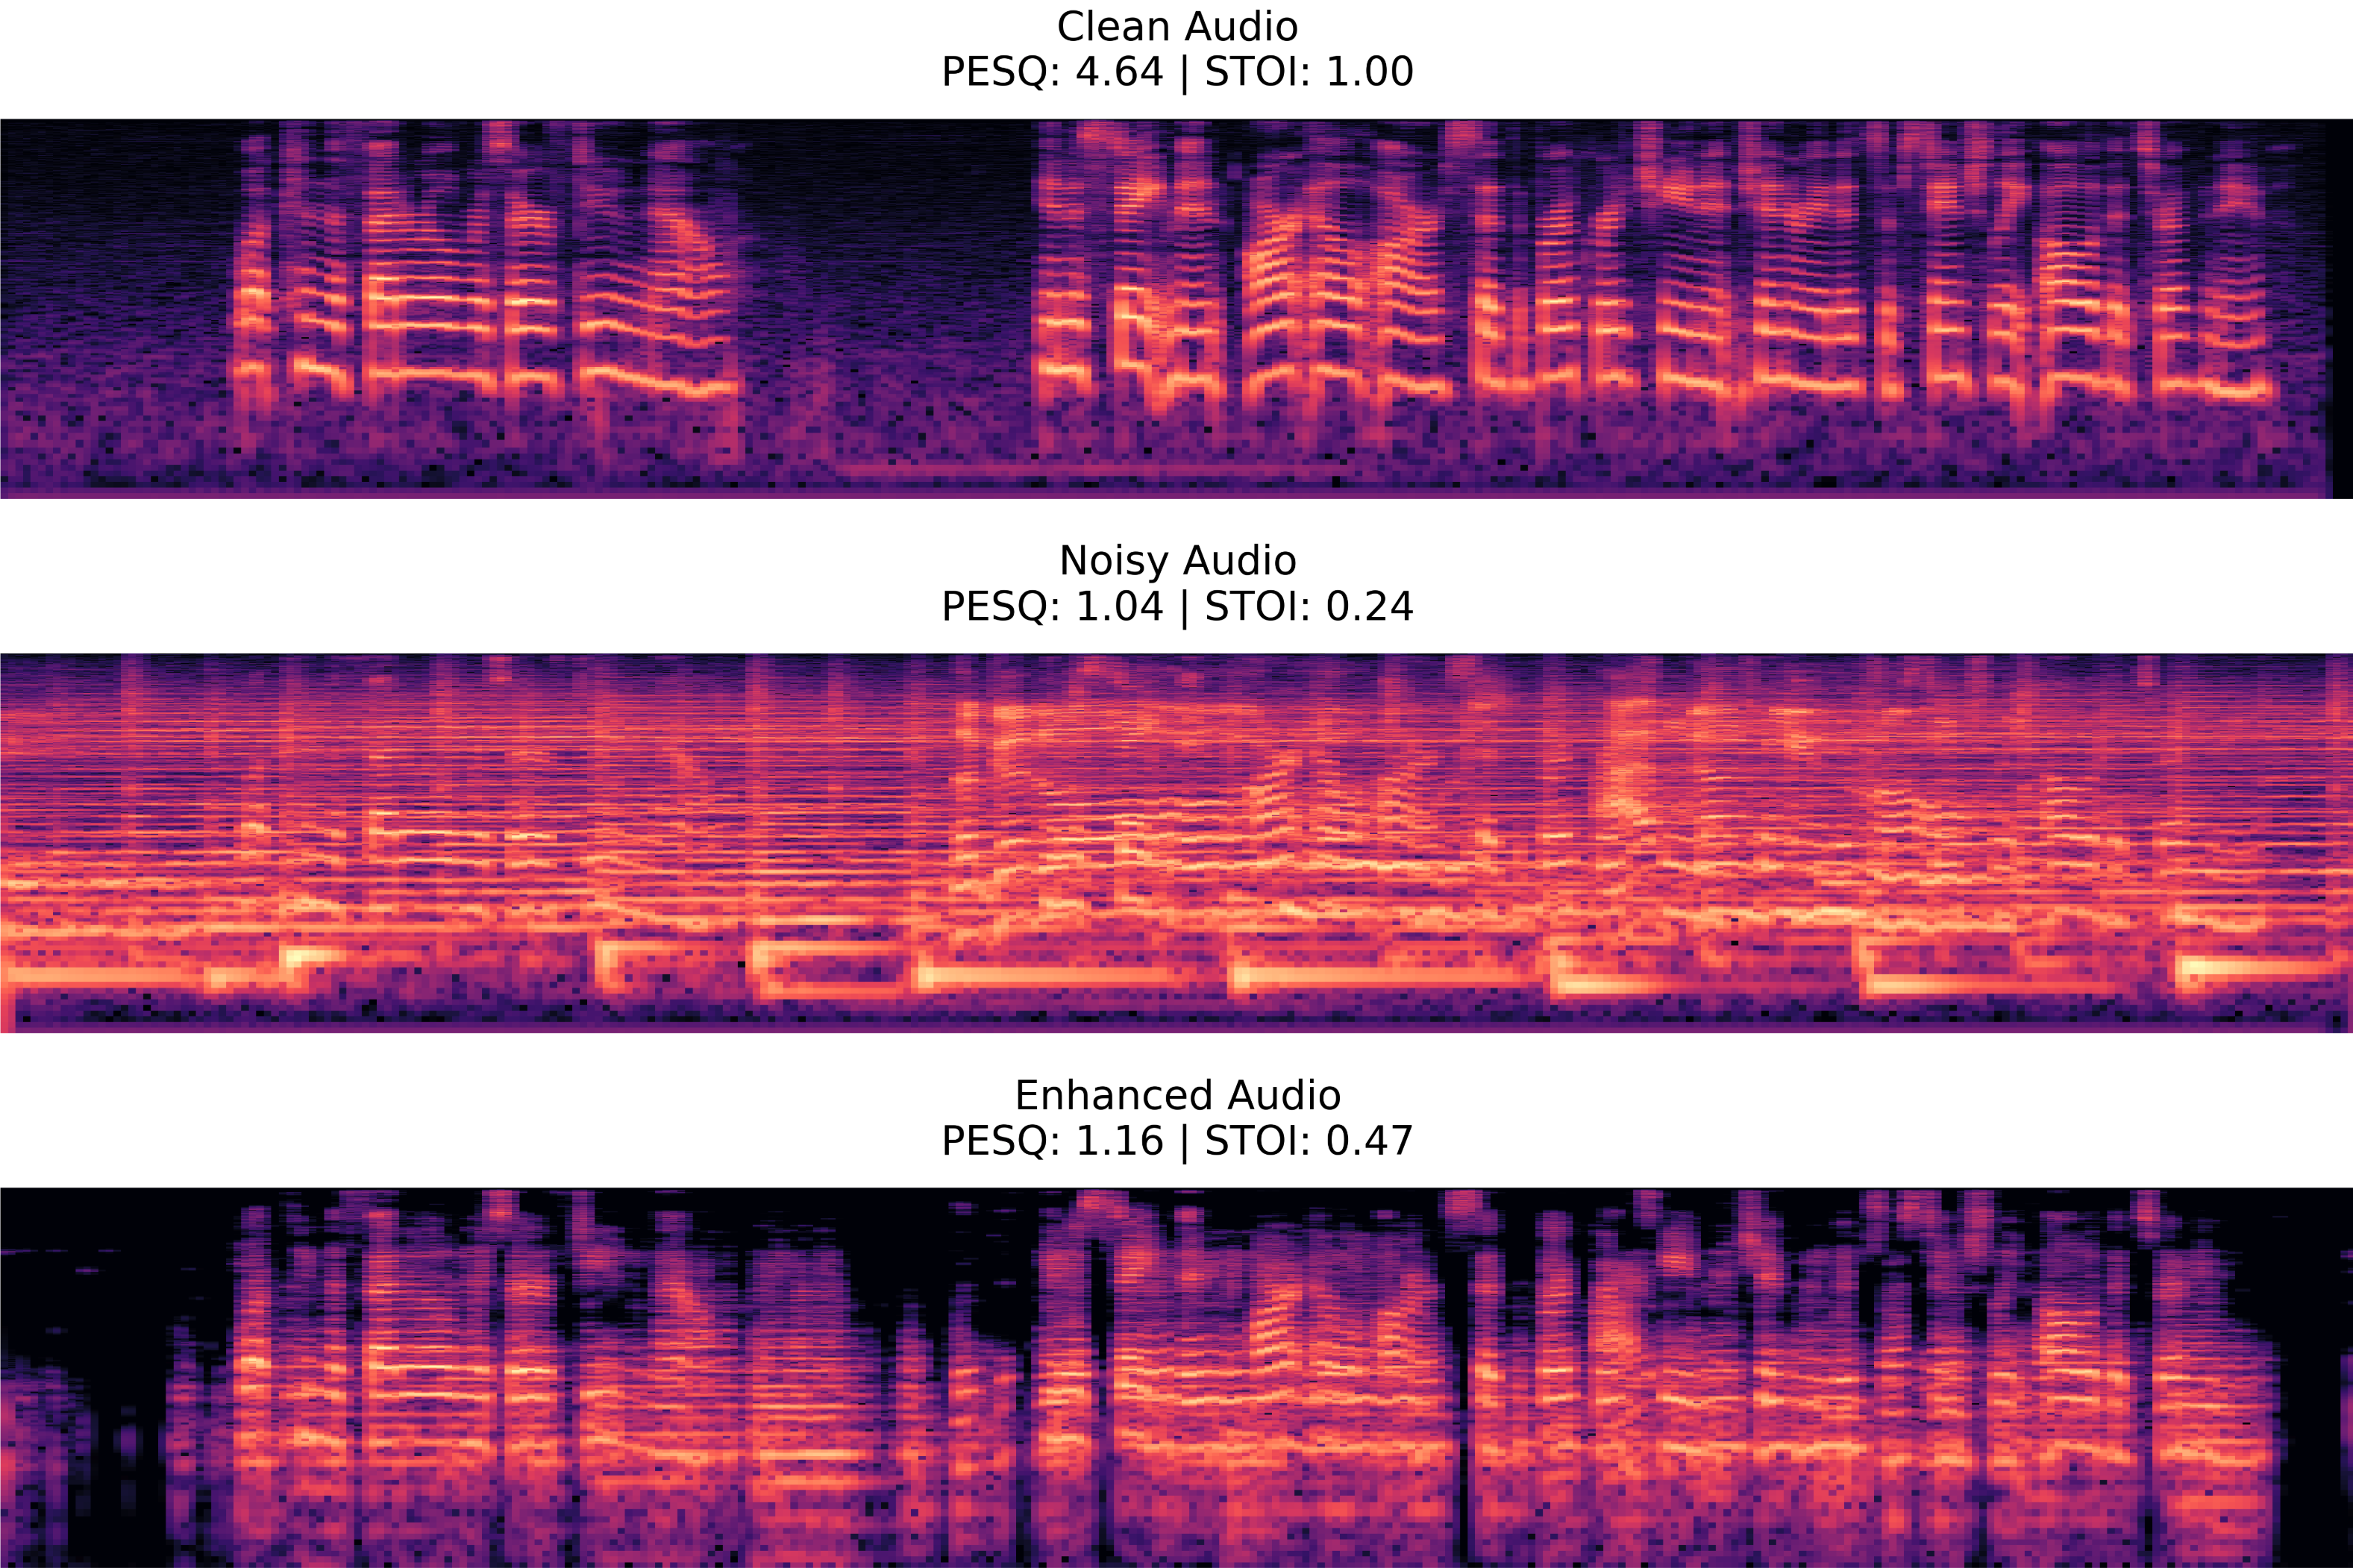 Clean Audio
PESQ: 4.64 | STOI: 1.00
Noisy Audio
PESQ: 1.04 | STOI: 0.24
Enhanced Audio
PESQ: 1.16 | STOI: 0.47